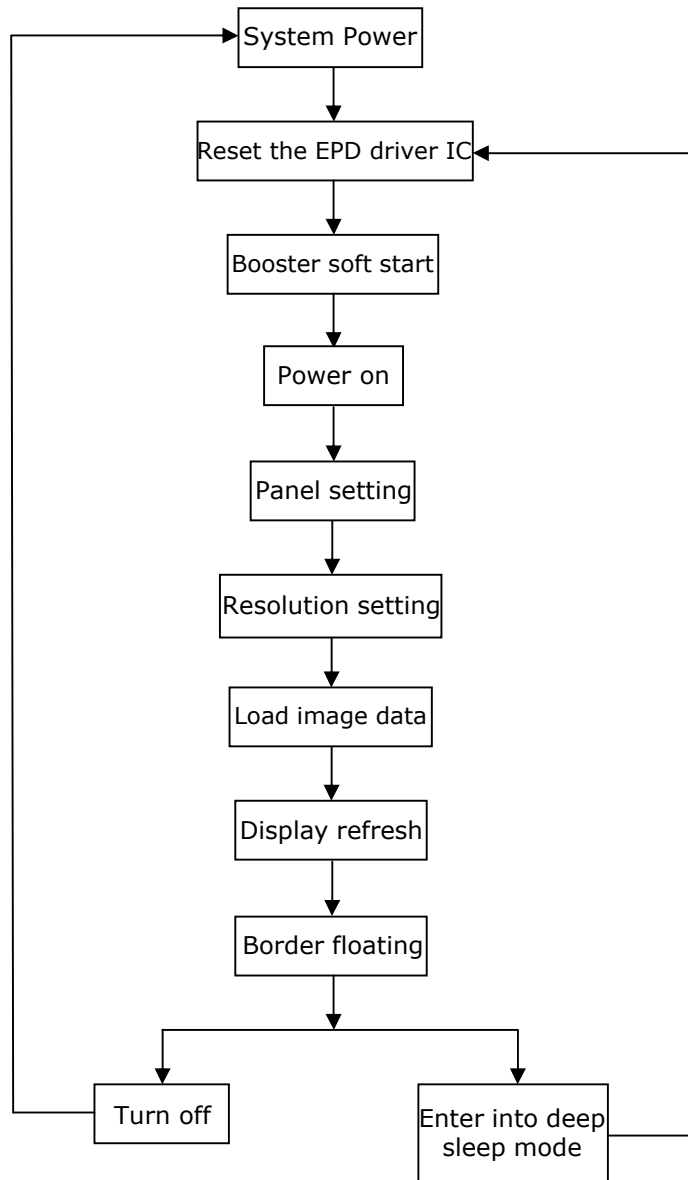 System Power
Reset the EPD driver IC
Booster soft start
Power on
Panel setting
Resolution setting
Load image data
Display refresh
Border floating
Turn off
Enter into deep
sleep mode